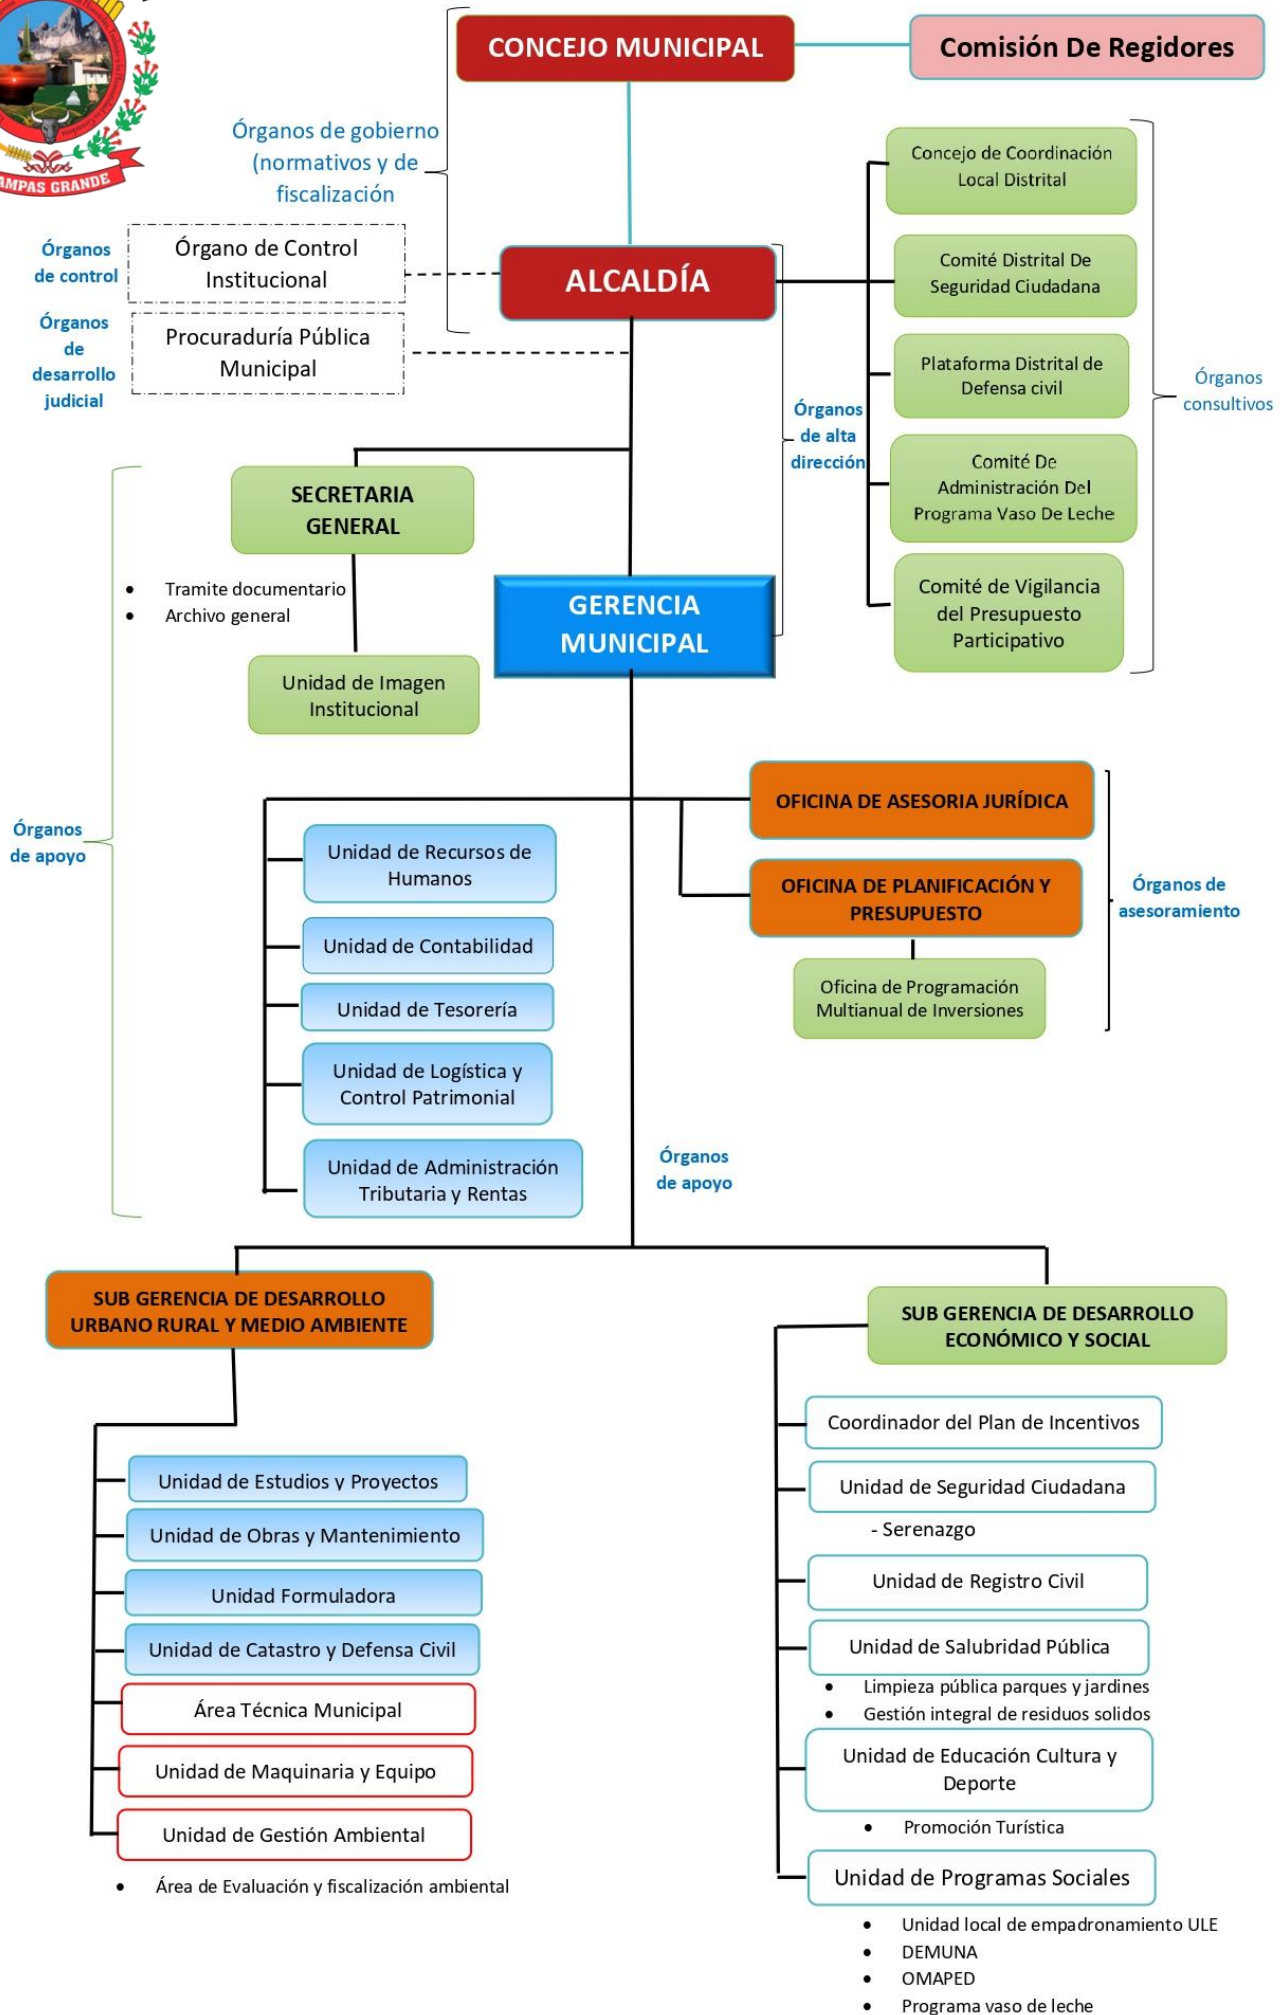 AMPAS GRANDE
CONCEJO MUNICIPAL
Comisión De Regidores
Órganos de gobierno
(normativos y de
fiscalización
Concejo de Coordinación
Local Distrital
Órganos
de control
Órgano de Control
Institucional
ALCALDÍA
Comité Distrital De
Seguridad Ciudadana
Órganos
de
desarrollo
judicial
Procuraduría Pública
Municipal
Plataforma Distrital de
Defensa civil
Órganos
consultivos
Órganos
de alta
dirección
Comité De
Administración Del
Programa Vaso De Leche
SECRETARIA
GENERAL
Tramite documentario
Archivo general
GERENCIA
MUNICIPAL
Comité de Vigilancia
del Presupuesto
Participativo
Unidad de Imagen
Institucional
OFICINA DE ASESORIA JURÍDICA
Órganos
de apoyo
Unidad de Recursos de
Humanos
OFICINA DE PLANIFICACIÓN Y
PRESUPUESTO
Órganos de
asesoramiento
Unidad de Contabilidad
Oficina de Programación
Multianual de Inversiones
Unidad de Tesorería
Unidad de Logística y
Control Patrimonial
Unidad de Administración
Tributaria y Rentas
Órganos
de apoyo
SUB GERENCIA DE DESARROLLO
URBANO RURAL Y MEDIO AMBIENTE
Unidad de Estudios y Proyectos
Unidad de Obras y Mantenimiento
Unidad Formuladora
Unidad de Catastro y Defensa Civil
Área Técnica Municipal
Unidad de Maquinaria y Equipo
Unidad de Gestión Ambiental
Área de Evaluación y fiscalización ambiental
SUB GERENCIA DE DESARROLLO
ECONÓMICO Y SOCIAL
Coordinador del Plan de Incentivos
Unidad de Seguridad Ciudadana
- Serenazgo
Unidad de Registro Civil
Unidad de Salubridad Pública
Limpieza pública parques y jardines
Gestión integral de residuos solidos
Unidad de Educación Cultura y
Deporte
Promoción Turística
Unidad de Programas Sociales
Unidad local de empadronamiento ULE
DEMUNA
OMAPED
Programa vaso de leche